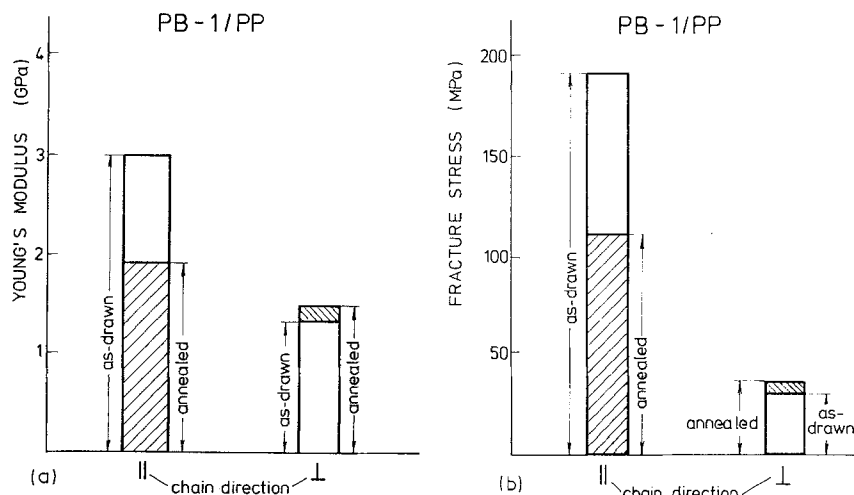 PB-1/PP
YOUNG'S MODULUS (GPa)
4
3
2
1
as-drawn
annealed
as-drawn
annealed
(a)
||
chain direction
⊥
PB-1/PP
FRACTURE STRESS (MPa)
200
150
100
50
as-drawn
annealed
annealed
as-
drawn
(b)
||
chain direction
⊥